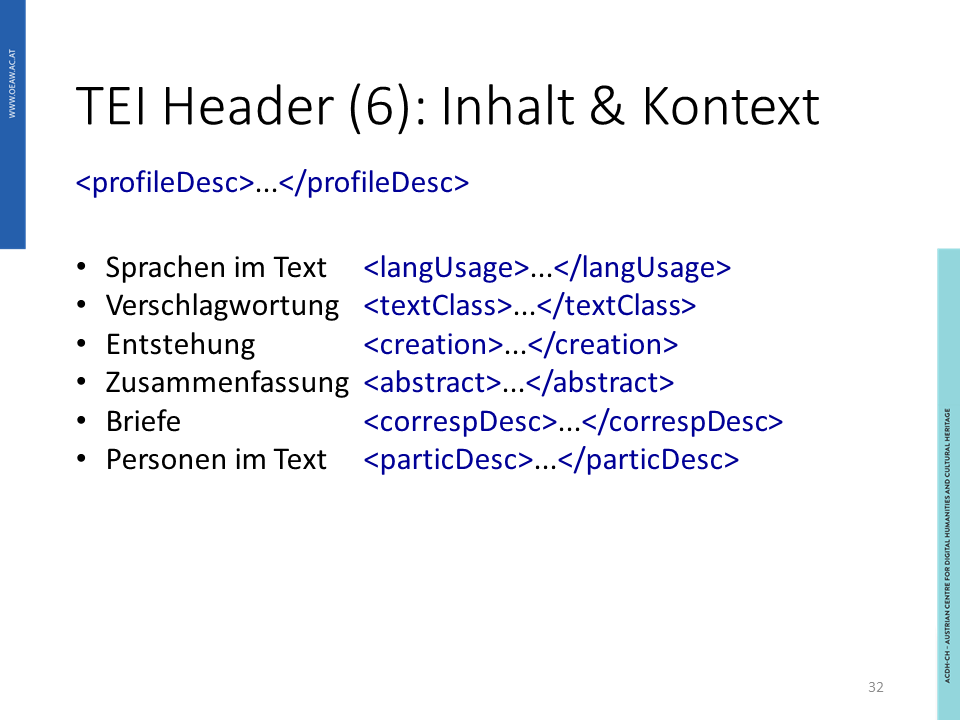 WWW.OEAW.AC.AT
TEI Header (6): Inhalt & Kontext
<profileDesc>...</profileDesc>
• Sprachen im Text <langUsage>...</langUsage>
• Verschlagwortung <textClass>...</textClass>
• Entstehung <creation>...</creation>
• Zusammenfassung <abstract>...</abstract>
• Briefe <correspDesc>...</correspDesc>
• Personen im Text <particDesc>...</particDesc>
ACDH-CH – AUSTRIAN CENTRE FOR DIGITAL HUMANITIES AND CULTURAL HERITAGE
32